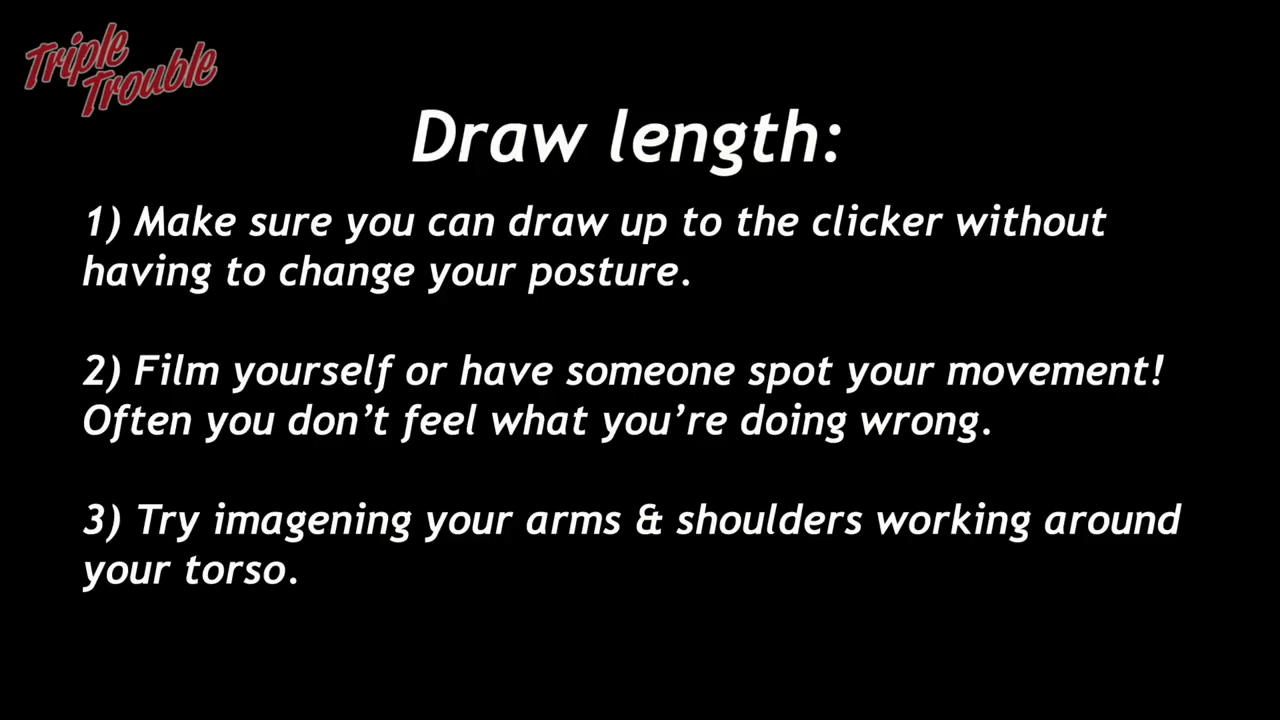 Triple
Trouble
Draw length:
1) Make sure you can draw up to the clicker without
having to change your posture.
2) Film yourself or have someone spot your movement!
Often you don’t feel what you’re doing wrong.
3) Try imagening your arms & shoulders working around
your torso.